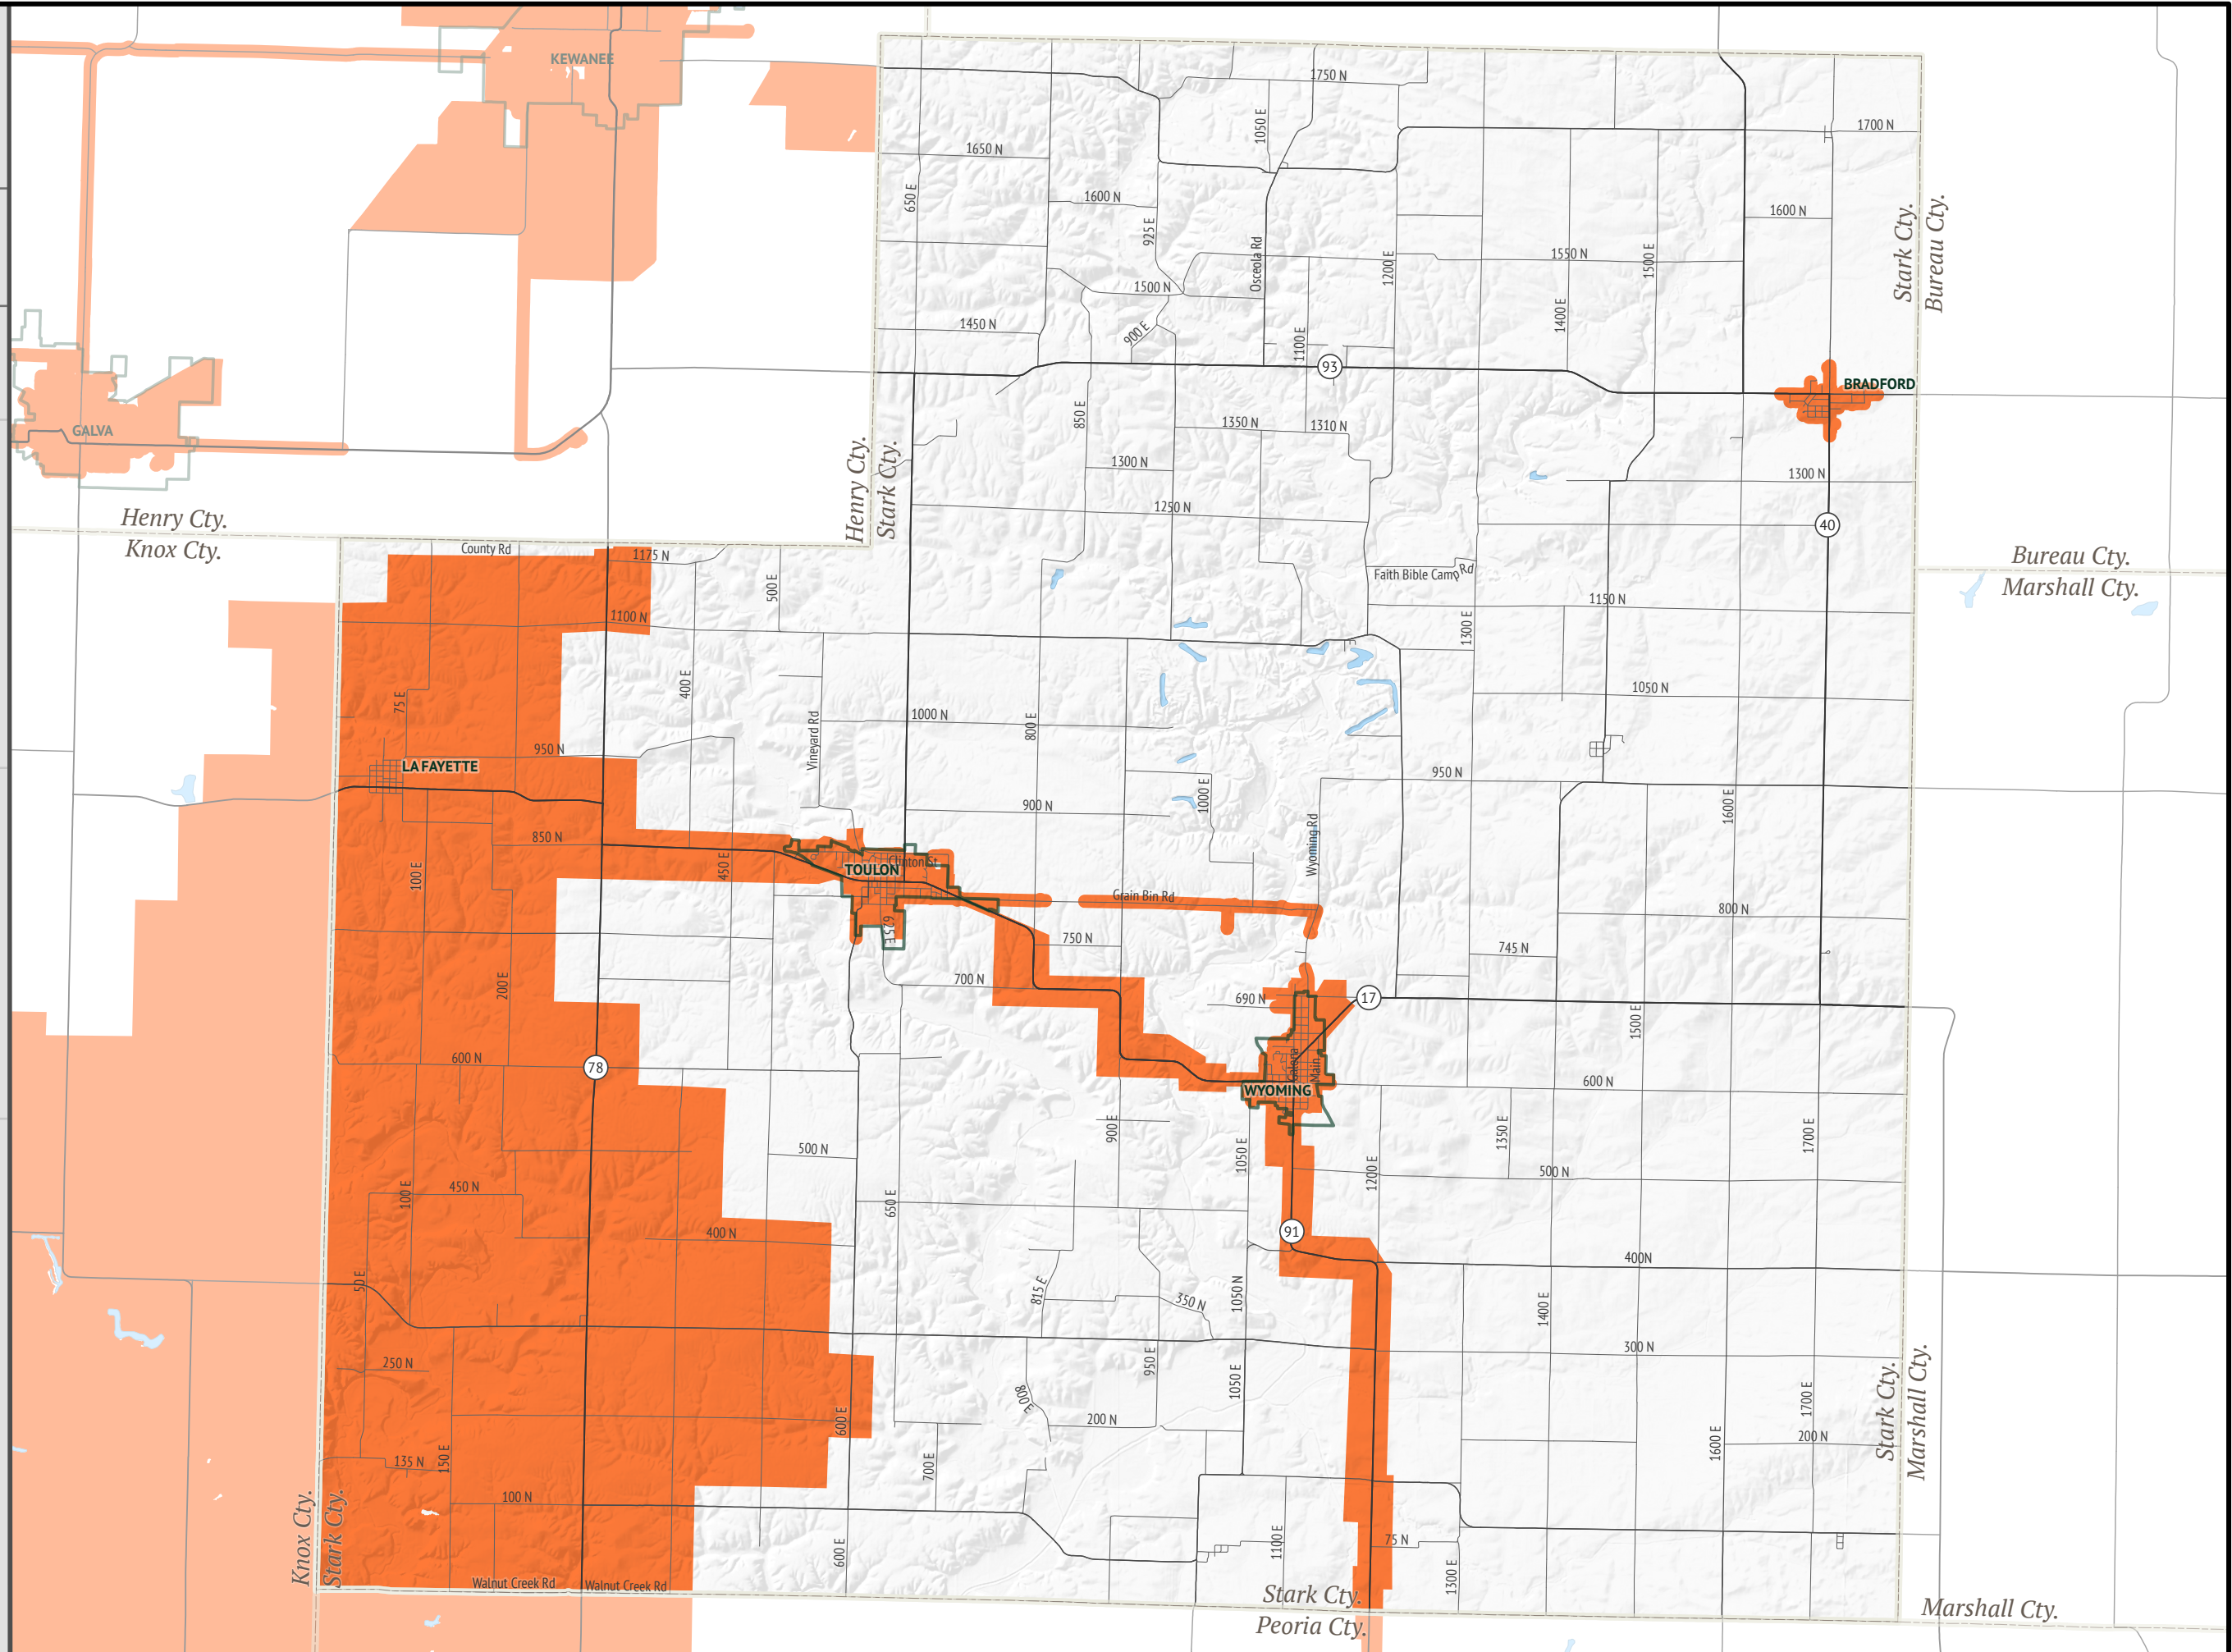 KEWANEE
1750 N
1050 E
1700 N
1650 N
650 E
1600 N
925 E
1600 N
Stark Cty.
Bureau Cty.
Osceola Rd
1200 E
1550 N
1500 E
1500 N
1400 E
1450 N
900 E
1100 E
93
BRADFORD
850 E
GALVA
1350 N
1310 N
Henry Cty.
Stark Cty.
1300 N
1300 N
1250 N
Henry Cty.
Knox Cty.
40
County Rd
1175 N
Bureau Cty.
Marshall Cty.
500 E
Faith Bible Camp Rd
1150 N
1100 N
1300 E
400 E
75 E
1050 N
1000 N
800 E
Vineyard Rd
950 N
LA FAYETTE
950 N
1000 E
900 N
1600 E
850 N
Wyoming Rd
450 E
Clinton St
TOULON
100 E
Grain Bin Rd
800 N
625 E
750 N
745 N
700 N
200 E
690 N
17
1500 E
600 N
78
Galena
Main
WYOMING
600 N
900 E
1350 E
1700 E
500 N
1050 E
500 N
1200 E
450 N
100 E
650 E
400 N
91
400N
50 E
815 E
350 N
1050 N
1400 E
300 N
250 N
950 E
1050 E
800 E
1700 E
Stark Cty.
Marshall Cty.
600 E
200 N
200 N
1600 E
135 N
150 E
700 E
100 N
Knox Cty.
Stark Cty.
600 E
1100 E
75 N
1300 E
Walnut Creek Rd
Walnut Creek Rd
Stark Cty.
Peoria Cty.
Marshall Cty.